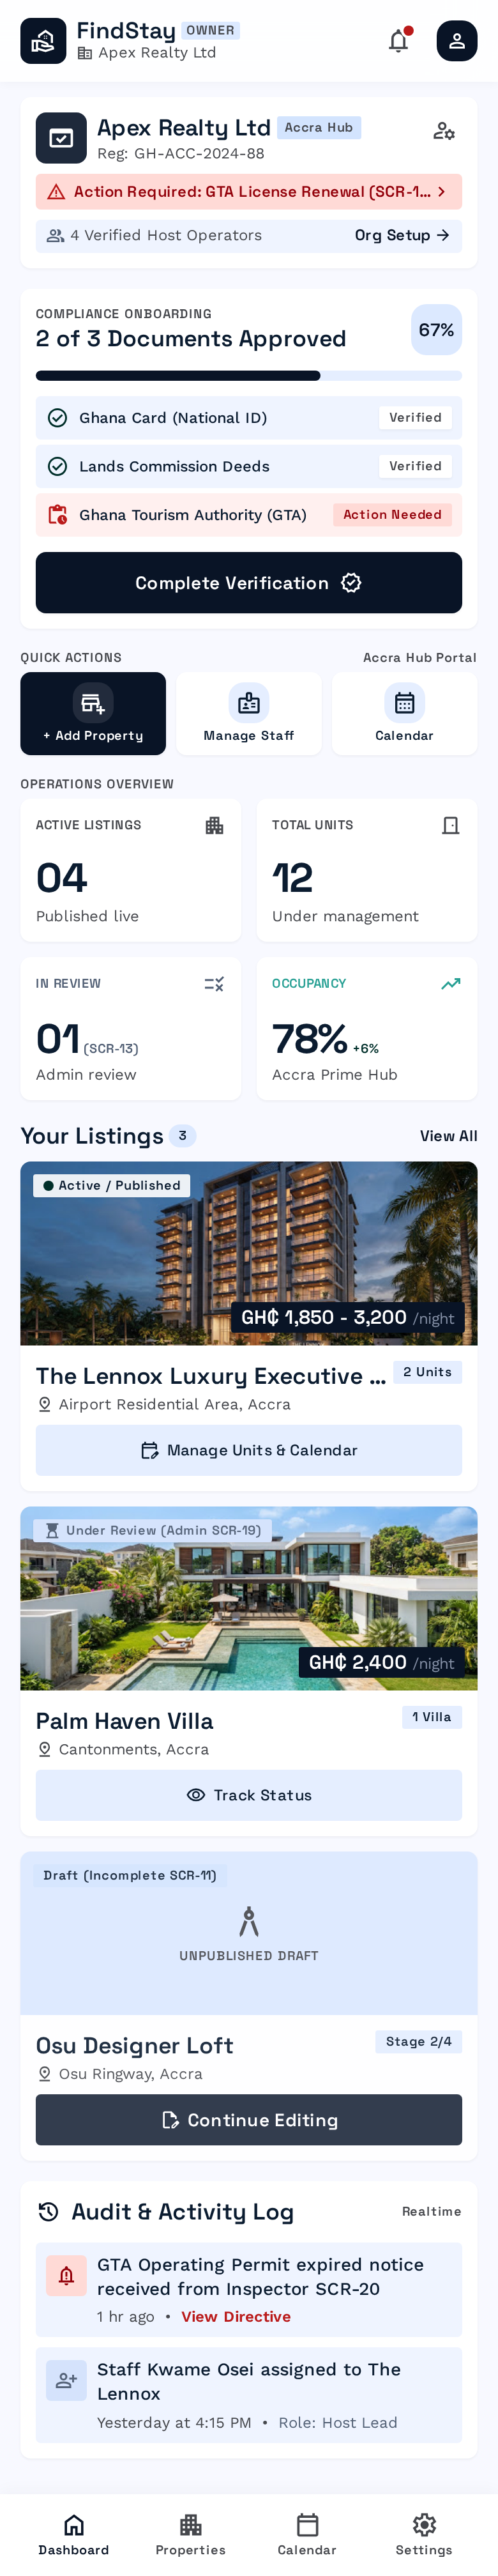 FindStay OWNER
Apex Realty Ltd
Apex Realty Ltd Accra Hub
Reg: GH-ACC-2024-88
Action Required: GTA License Renewal (SCR-1...
4 Verified Host Operators Org Setup
COMPLIANCE ONBOARDING
2 of 3 Documents Approved
67%
Ghana Card (National ID) Verified
Lands Commission Deeds Verified
Ghana Tourism Authority (GTA) Action Needed
Complete Verification
QUICK ACTIONS Accra Hub Portal
+ Add Property Manage Staff Calendar
OPERATIONS OVERVIEW
ACTIVE LISTINGS
04
Published live
TOTAL UNITS
12
Under management
IN REVIEW
01 (SCR-13)
Admin review
OCCUPANCY
78% +6%
Accra Prime Hub
Your Listings 3 View All
Active / Published
GH₵ 1,850 - 3,200 /night
The Lennox Luxury Executive ... 2 Units
Airport Residential Area, Accra
Manage Units & Calendar
Under Review (Admin SCR-19)
GH₵ 2,400 /night
Palm Haven Villa 1 Villa
Cantonments, Accra
Track Status
Draft (Incomplete SCR-11)
UNPUBLISHED DRAFT
Osu Designer Loft Stage 2/4
Osu Ringway, Accra
Continue Editing
Audit & Activity Log Realtime
GTA Operating Permit expired notice
received from Inspector SCR-20
1 hr ago • View Directive
Staff Kwame Osei assigned to The
Lennox
Yesterday at 4:15 PM • Role: Host Lead
Dashboard Properties Calendar Settings